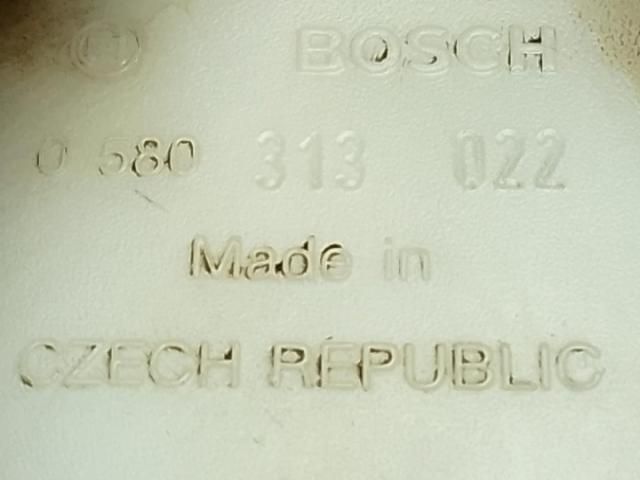 BOSCH
0 580 313 022
Made in
CZECH REPUBLIC